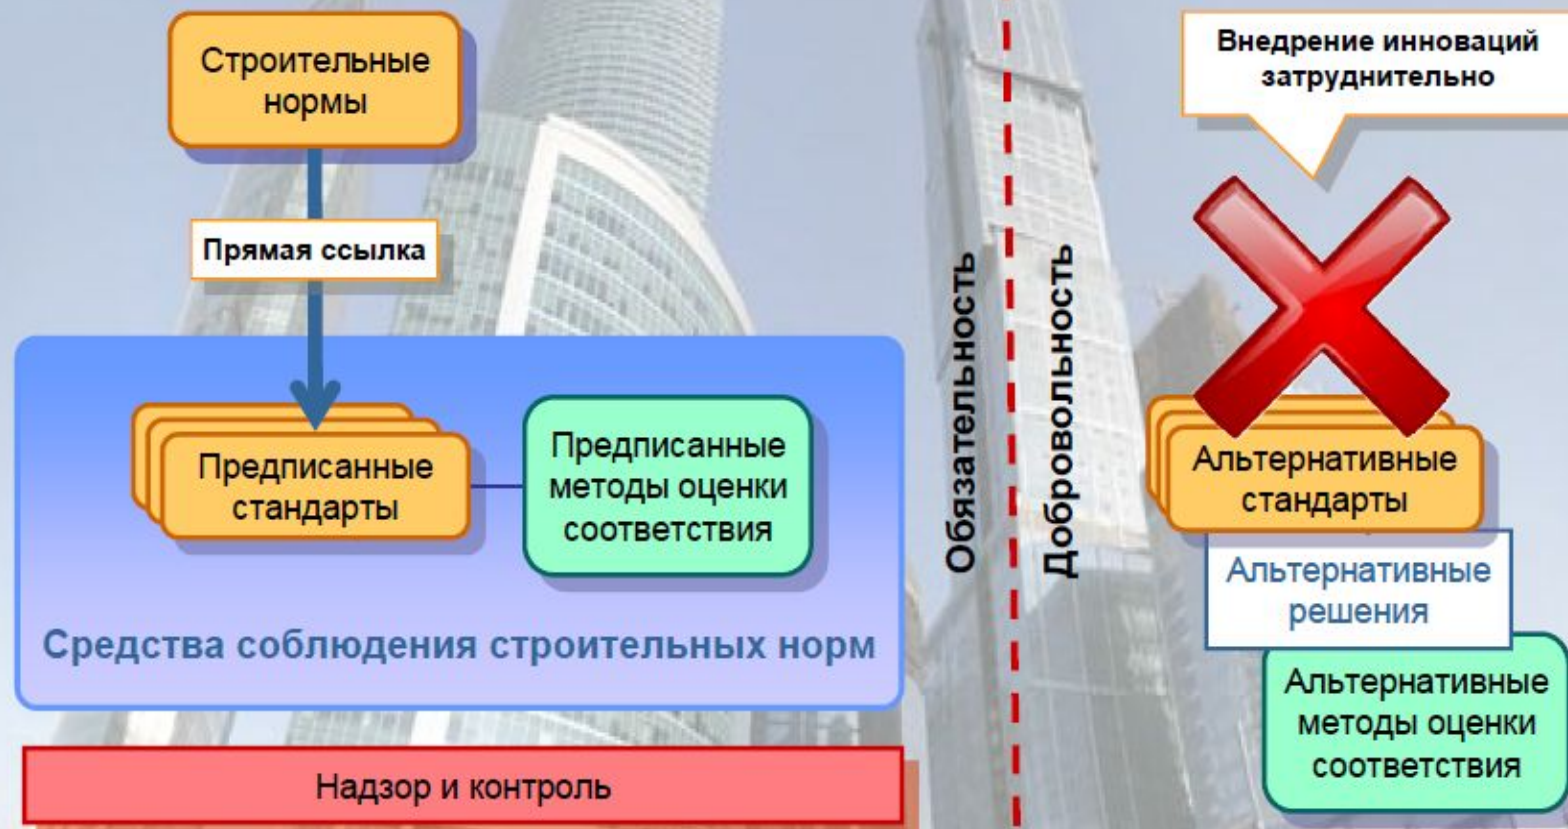 Строительные
нормы
Прямая ссылка
Предписанные
стандарты
Предписанные
методы оценки
соответствия
Средства соблюдения строительных норм
Надзор и контроль
Обязательность
Добровольность
Внедрение инноваций
затруднительно
Альтернативные
стандарты
Альтернативные
решения
Альтернативные
методы оценки
соответствия